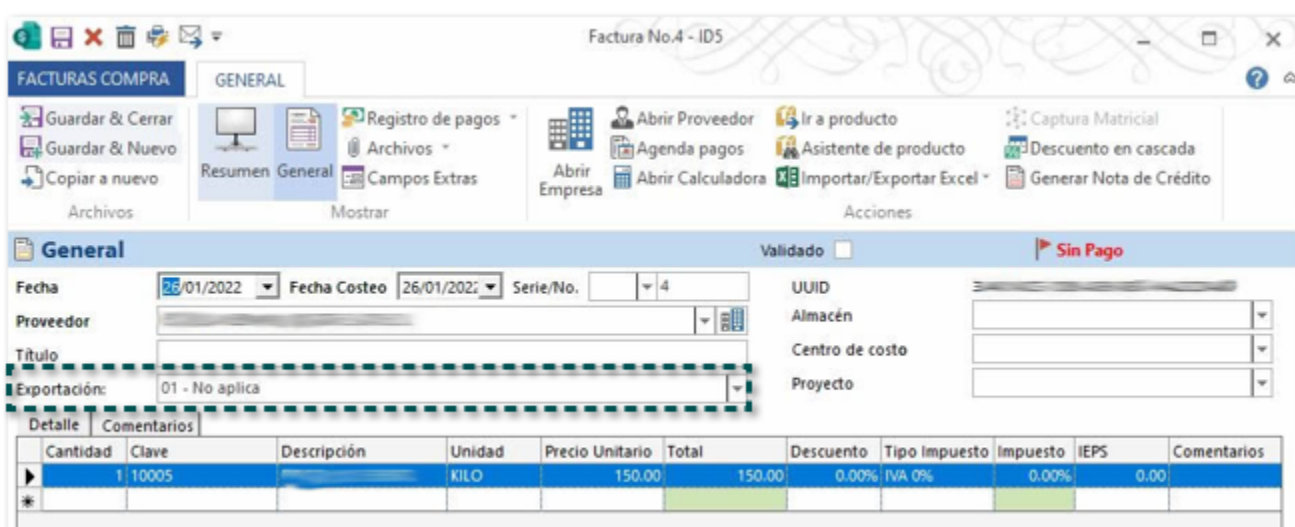 Factura No.4 - ID5
FACTURAS COMPRA GENERAL
Guardar & Cerrar
Guardar & Nuevo
Copiar a nuevo
Archivos
Resumen
General
Registro de pagos
Archivos
Campos Extras
Mostrar
Abrir Empresa
Abrir Proveedor
Agenda pagos
Abrir Calculadora
Ir a producto
Asistente de producto
Importar/Exportar Excel
Captura Matricial
Descuento en cascada
Generar Nota de Crédito
Acciones
General Validado Sin Pago
Fecha 26/01/2022 Fecha Costeo 26/01/202 Serie/No. 4 UUID
Proveedor Almacén
Título Centro de costo
Exportación: 01 - No aplica Proyecto
Detalle Comentarios
Cantidad Clave Descripción Unidad Precio Unitario Total Descuento Tipo Impuesto Impuesto IEPS Comentarios
1 10005 KILO 150.00 150.00 0.00% IVA 0% 0.00% 0.00